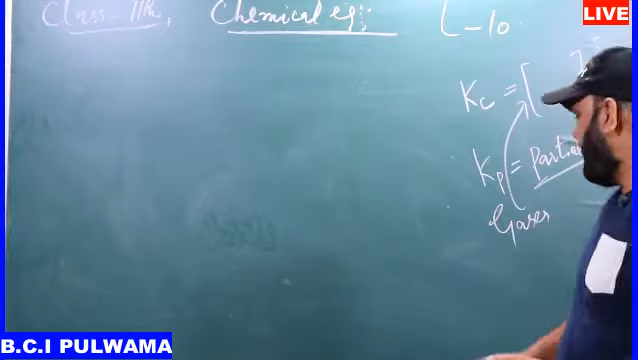 Class - 11th, Chemical eq: L-10
LIVE
Kc = [ ]
Kp = Partial
Gases
B.C.I PULWAMA